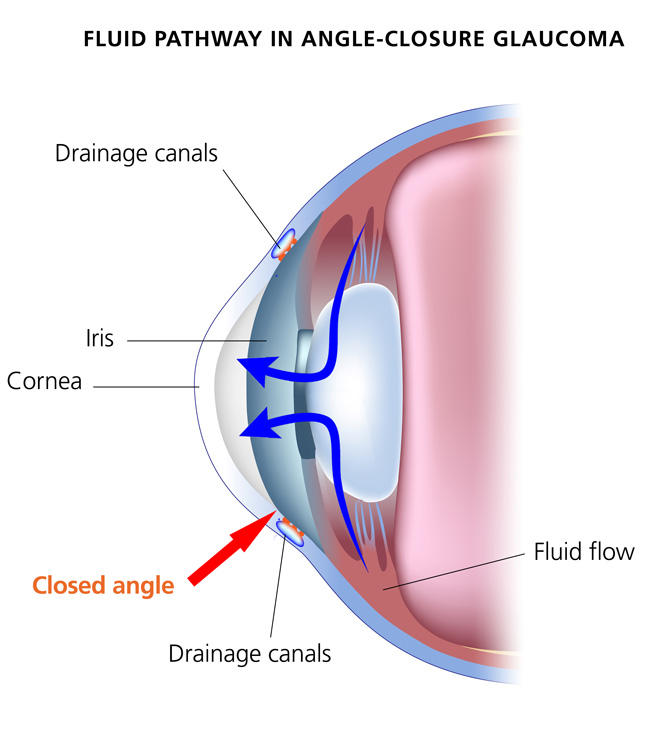 FLUID PATHWAY IN ANGLE-CLOSURE GLAUCOMA
Drainage canals
Iris
Cornea
Fluid flow
Closed angle
Drainage canals